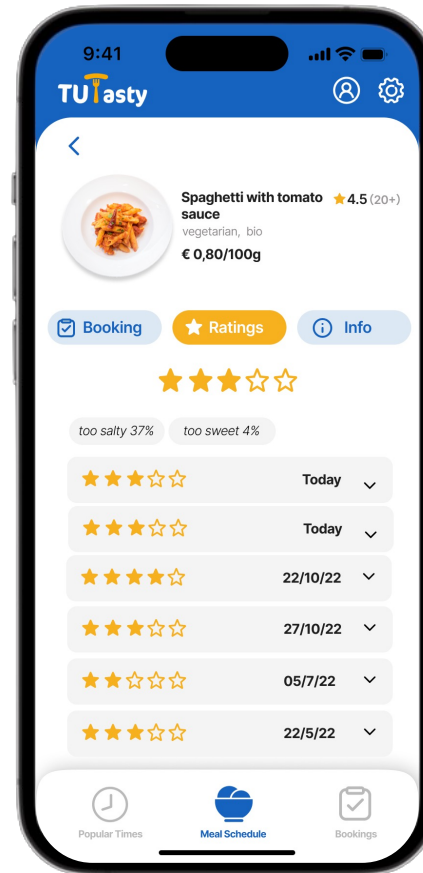 9:41
TUTasty
Spaghetti with tomato
sauce
4.5 (20+)
vegetarian, bio
€ 0,80/100g
Booking
Ratings
Info
too salty 37%
too sweet 4%
Today
Today
22/10/22
27/10/22
05/7/22
22/5/22
Popular Times
Meal Schedule
Bookings